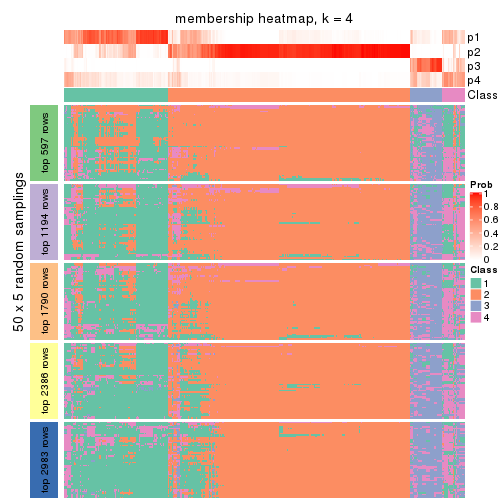 membership heatmap, k = 4
p1
p2
p3
p4
Class
50 x 5 random samplings
top 597 rows
top 1194 rows
top 1790 rows
top 2386 rows
top 2983 rows
Prob
1
0.8
0.6
0.4
0.2
0
Class
1
2
3
4